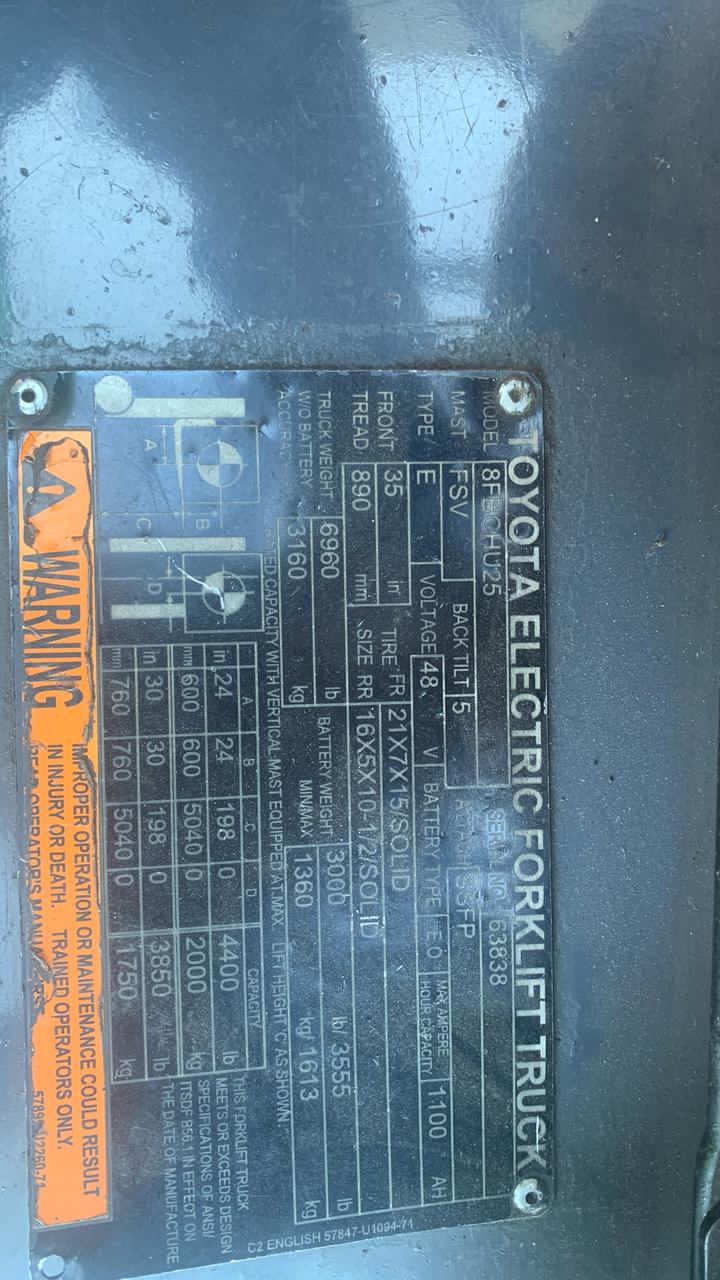 TOYOTA ELECTRIC FORKLIFT TRUCK
MODEL SERIAL NO. 63838
MAST FSV BACK TILT 5 ATTACH SSFP
TYPE E VOLTAGE 48 V BATTERY TYPE E O MAX AMPERE HOUR CAPACITY 1100 AH
FRONT 35 in TIRE FR 21X7X15/SOLID
TREAD 890 mm SIZE RR 16X5X10-1/2/SOLID
TRUCK WEIGHT 6960 lb BATTERY WEIGHT 3000 lb/ 3555 lb
W/O BATTERY 3160 kg MIN/MAX 1360 kg/ 1613 kg
RATED CAPACITY WITH VERTICAL MAST EQUIPPED AT MAX. LIFT HEIGHT 'C' AS SHOWN.
A B C D CAPACITY
in 24 24 198 0 4400 lb
mm 600 600 5040 0 2000 kg
in 30 30 198 0 3850 lb
mm 760 760 5040 0 1750 kg
A B C D
THIS FORKLIFT TRUCK
MEETS OR EXCEEDS DESIGN
SPECIFICATIONS OF ANSI/
ITSDF B56.1 IN EFFECT ON
THE DATE OF MANUFACTURE
C2 ENGLISH 57847-U1094-71
WARNING
IMPROPER OPERATION OR MAINTENANCE COULD RESULT
IN INJURY OR DEATH. TRAINED OPERATORS ONLY.
READ OPERATOR'S MANUAL